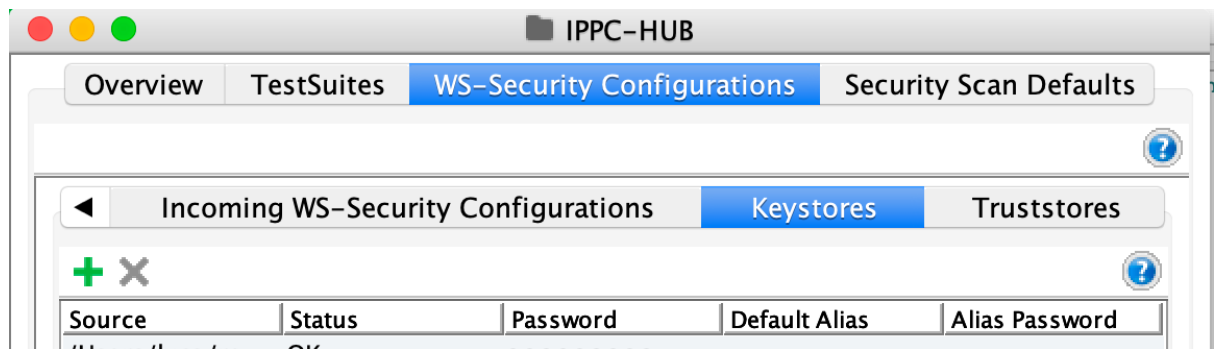 IPPC-HUB
Overview TestSuites WS-Security Configurations Security Scan Defaults
Incoming WS-Security Configurations Keystores Truststores
Source Status Password Default Alias Alias Password
OK